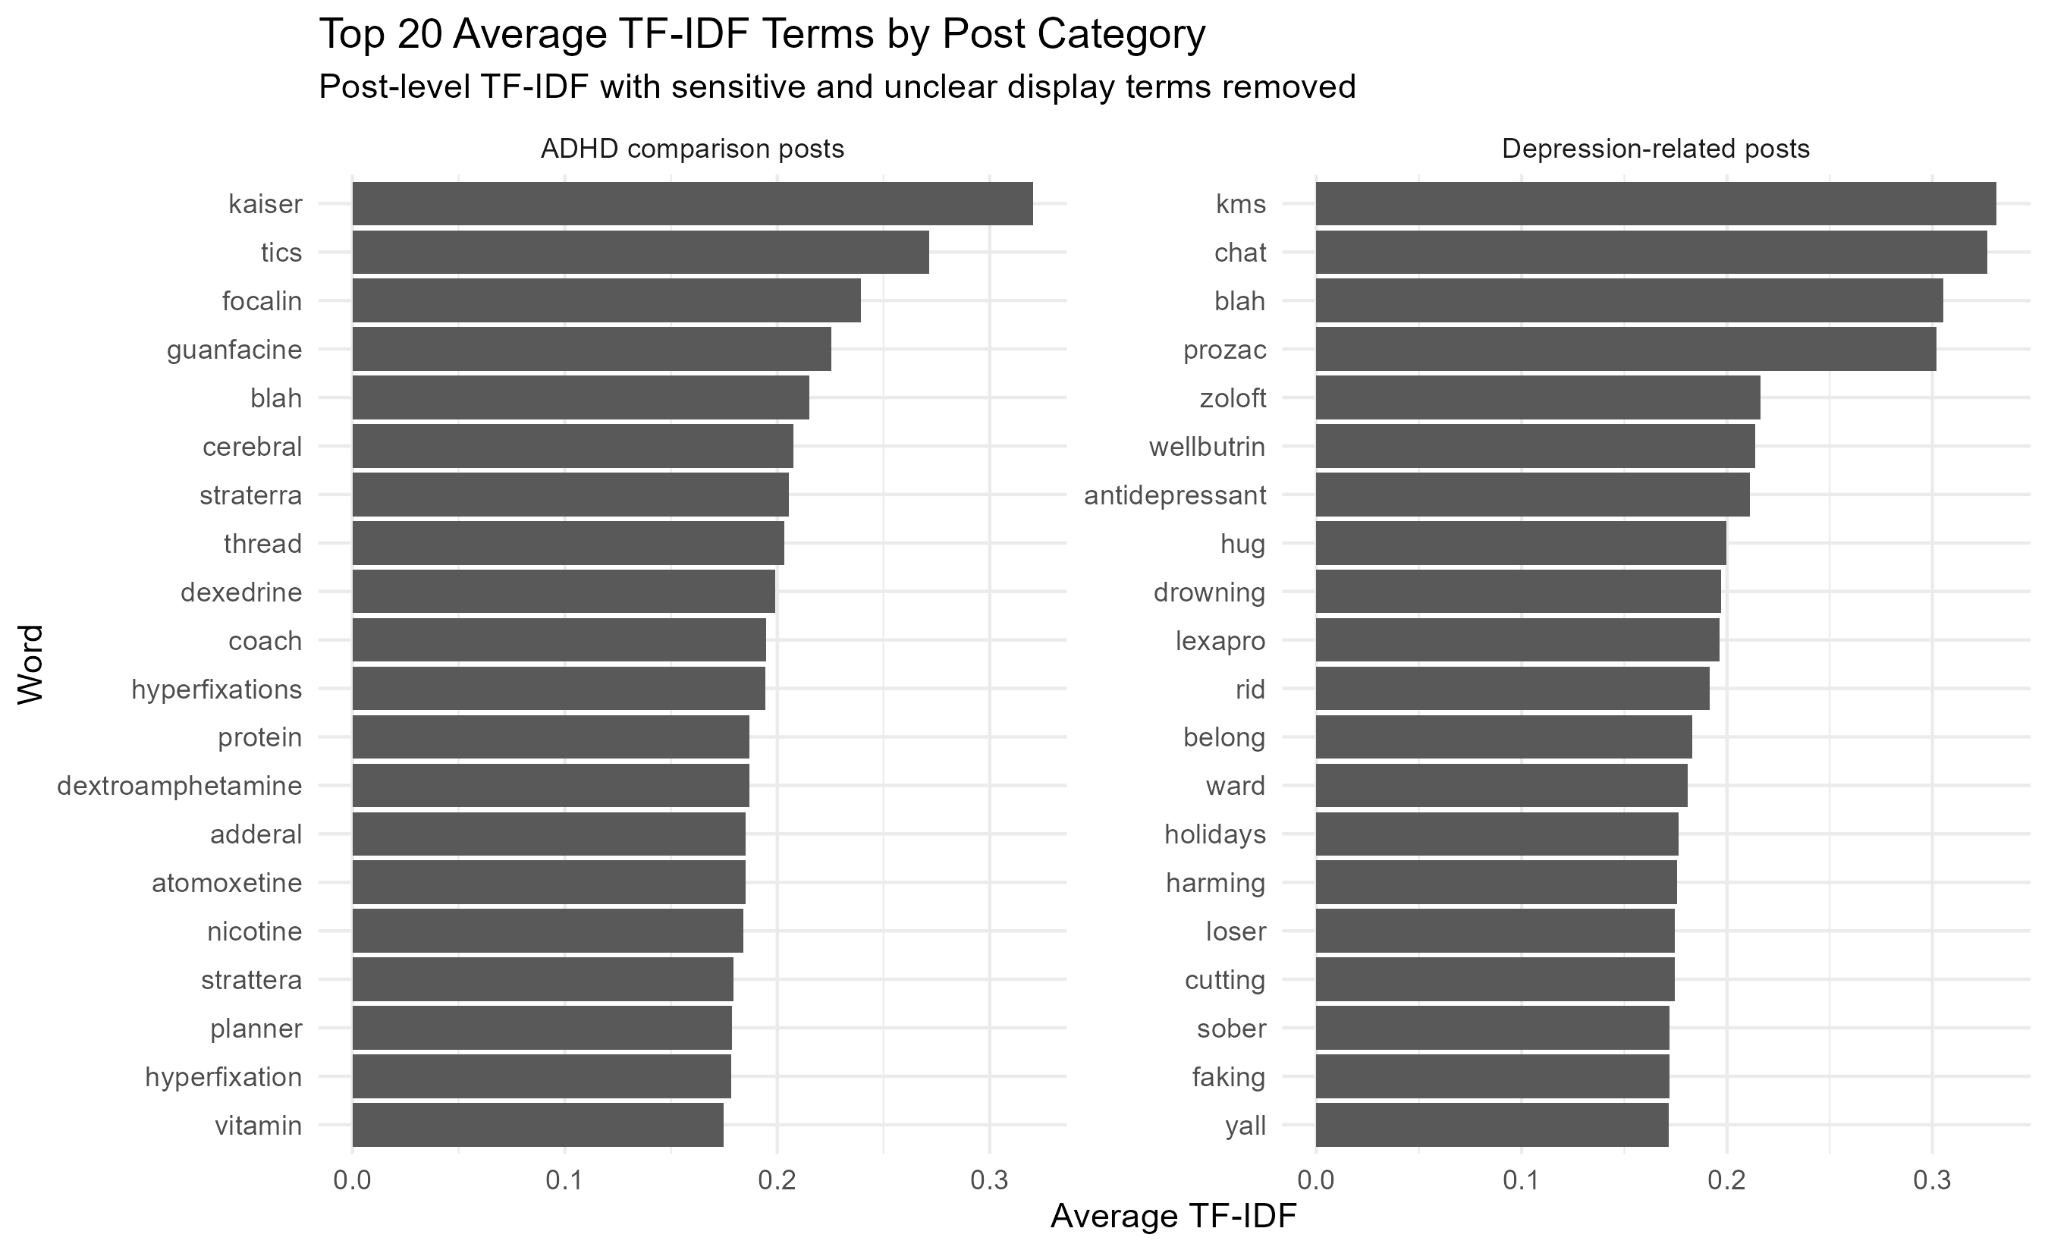 Top 20 Average TF-IDF Terms by Post Category
Post-level TF-IDF with sensitive and unclear display terms removed
ADHD comparison posts
kaiser
tics
focalin
guanfacine
blah
cerebral
straterra
thread
dexedrine
coach
hyperfixations
protein
dextroamphetamine
adderal
atomoxetine
nicotine
strattera
planner
hyperfixation
vitamin
0.0 0.1 0.2 0.3
Depression-related posts
kms
chat
blah
prozac
zoloft
wellbutrin
antidepressant
hug
drowning
lexapro
rid
belong
ward
holidays
harming
loser
cutting
sober
faking
yall
0.0 0.1 0.2 0.3
Word
Average TF-IDF